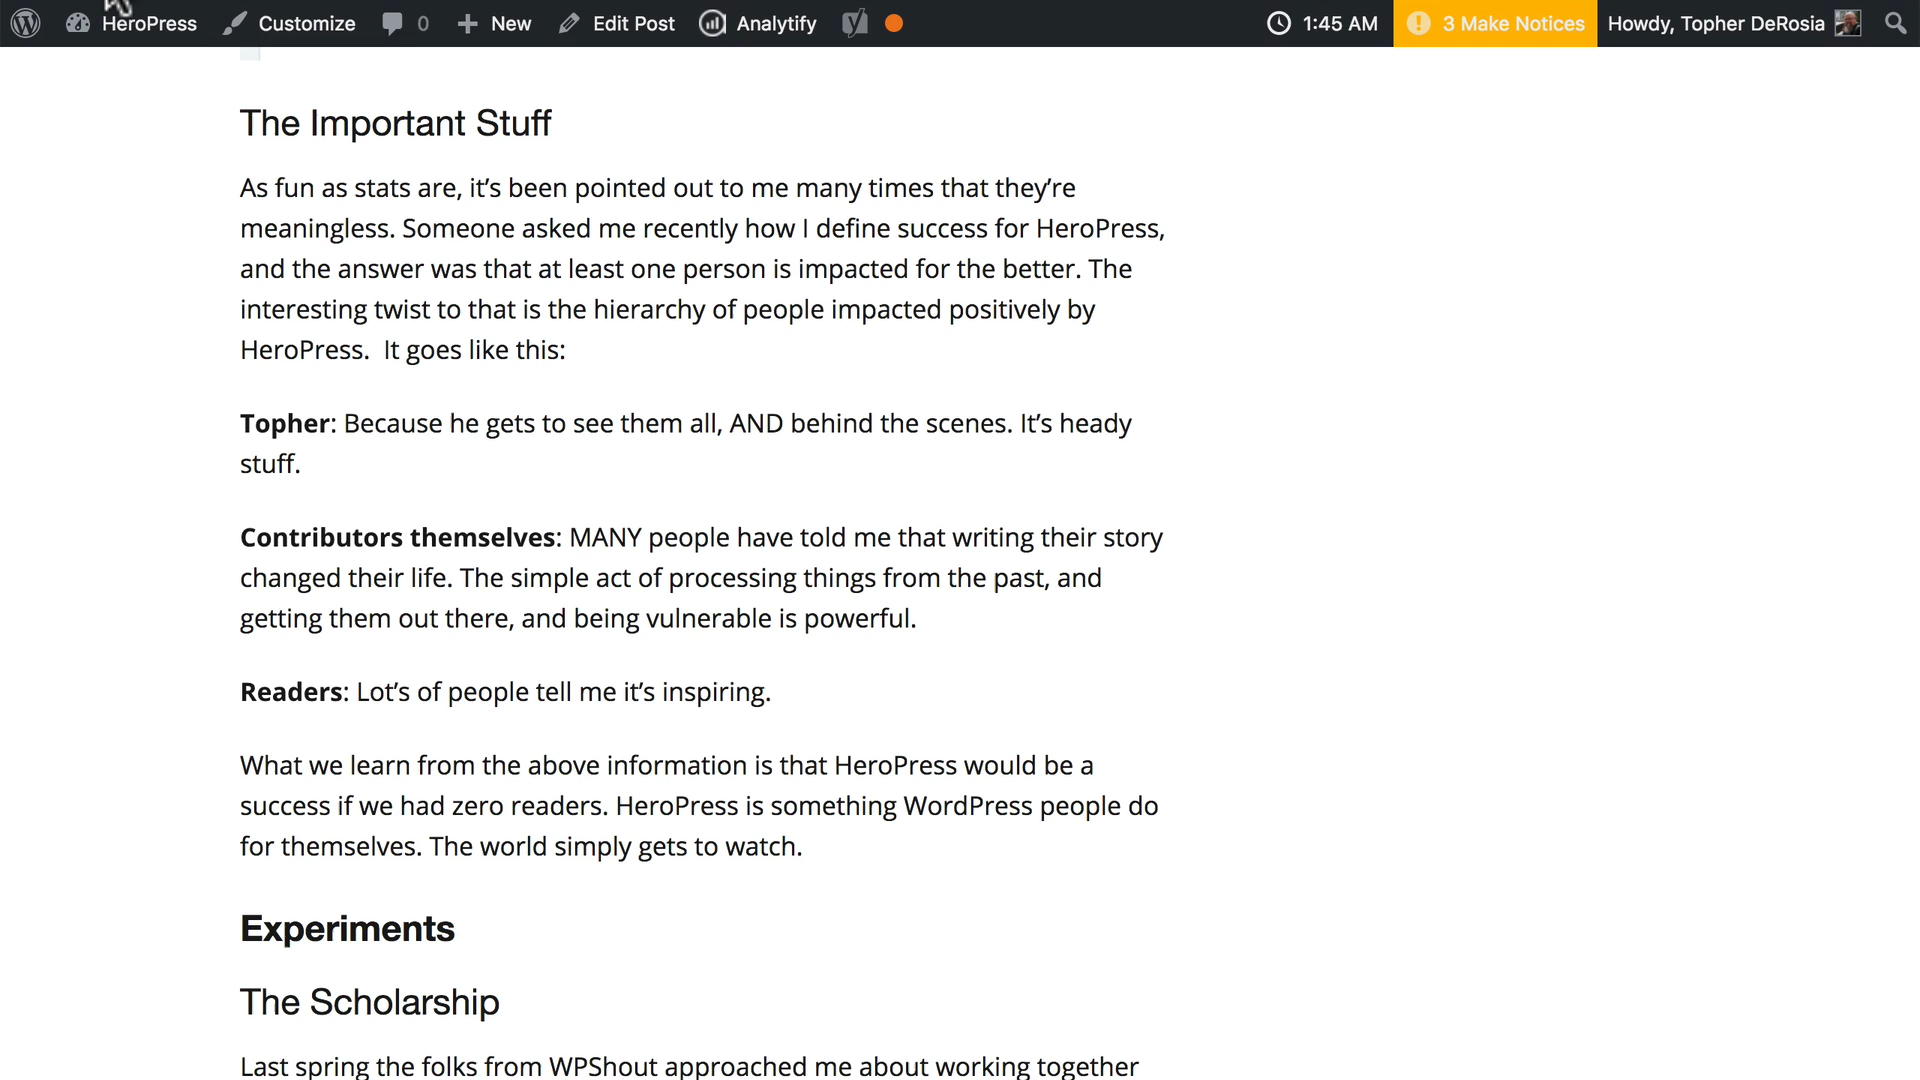 HeroPress Customize 0 New Edit Post Analytify 1:45 AM 3 Make Notices Howdy, Topher DeRosia
The Important Stuff
As fun as stats are, it’s been pointed out to me many times that they’re
meaningless. Someone asked me recently how I define success for HeroPress,
and the answer was that at least one person is impacted for the better. The
interesting twist to that is the hierarchy of people impacted positively by
HeroPress.  It goes like this:
Topher: Because he gets to see them all, AND behind the scenes. It’s heady
stuff.
Contributors themselves: MANY people have told me that writing their story
changed their life. The simple act of processing things from the past, and
getting them out there, and being vulnerable is powerful.
Readers: Lot’s of people tell me it’s inspiring.
What we learn from the above information is that HeroPress would be a
success if we had zero readers. HeroPress is something WordPress people do
for themselves. The world simply gets to watch.
Experiments
The Scholarship
Last spring the folks from WPShout approached me about working together